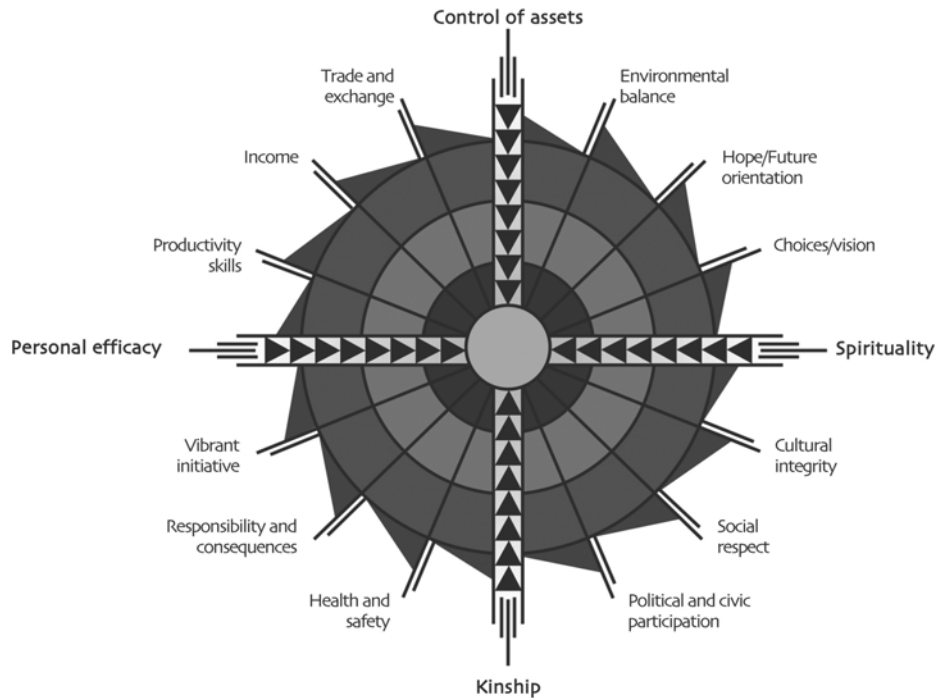 Control of assets
Trade and
exchange
Environmental
balance
Income
Hope/Future
orientation
Productivity
skills
Choices/vision
Personal efficacy
Spirituality
Vibrant
initiative
Cultural
integrity
Responsibility and
consequences
Social
respect
Health and
safety
Political and civic
participation
Kinship